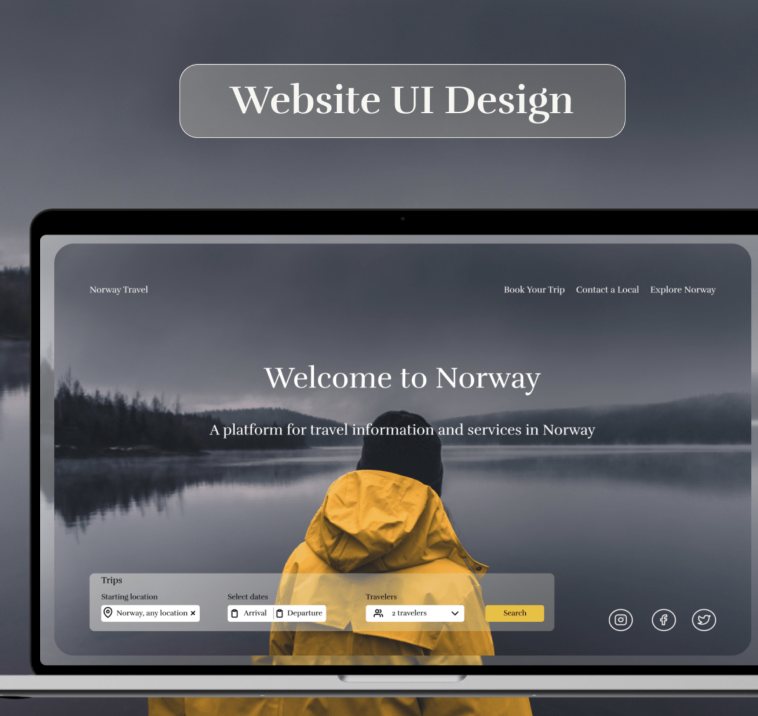 Website UI Design
Norway Travel
Book Your Trip Contact a Local Explore Norway
Welcome to Norway
A platform for travel information and services in Norway
Trips
Starting location Select dates Travelers
Norway, any location × Arrival Departure 2 travelers Search